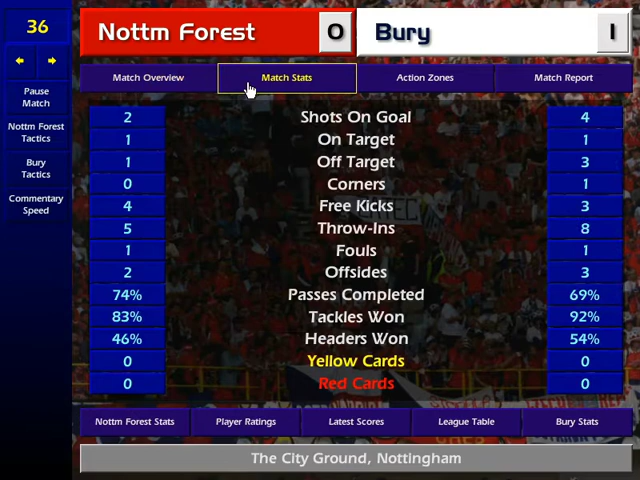 36
Nottm Forest 0 Bury 1
Match Overview Match Stats Action Zones Match Report
Pause
Match
Nottm Forest
Tactics
Bury
Tactics
Commentary
Speed
2 Shots On Goal 4
1 On Target 1
1 Off Target 3
0 Corners 1
4 Free Kicks 3
5 Throw-Ins 8
1 Fouls 1
2 Offsides 3
74% Passes Completed 69%
83% Tackles Won 92%
46% Headers Won 54%
0 Yellow Cards 0
0 Red Cards 0
Nottm Forest Stats Player Ratings Latest Scores League Table Bury Stats
The City Ground, Nottingham